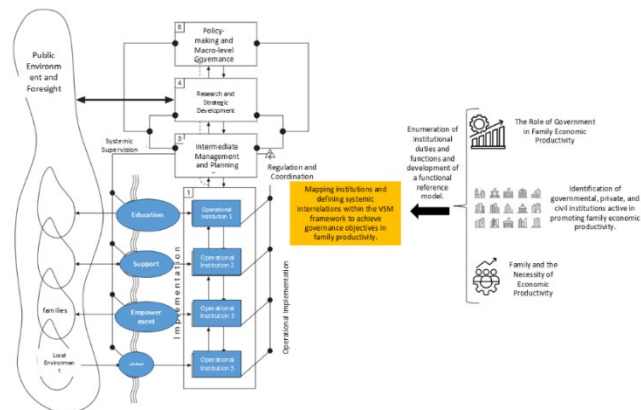 Public
Environm
ent and
Foresight
5
Policy-
making and
Macro-level
Governance
4
Research and
Strategic
Development
Systemic
Supervision
3
Intermediate
Management
and Planning
Regulation and
Coordination
1
Education
Operational
Institution 1
Support
Operational
Institution 2
families
Empower
ment
Operational
Institution 3
Local
Environmen
t
Operational
Institution 5
Implementation
Operational Implementation
Mapping institutions and
defining systemic
interrelations within the VSM
framework to achieve
governance objectives in
family productivity.
Enumeration of
institutional
duties and
functions and
development of
a functional
reference
model.
The Role of Government
in Family Economic
Productivity
Identification of
governmental, private, and
civil institutions active in
promoting family economic
productivity.
Family and the
Necessity of
Economic
Productivity